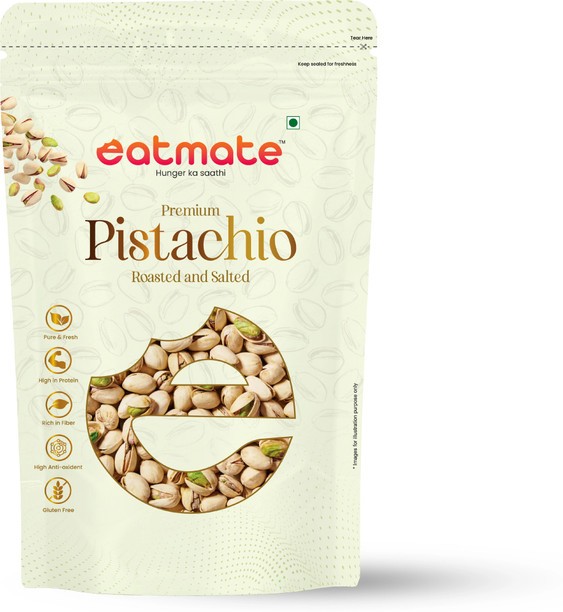 Tear Here
Keep sealed for freshness
eatmate™
Hunger ka saathi
Premium
Pistachio
Roasted and Salted
Pure & Fresh
High in Protein
Rich in Fiber
High Anti-oxident
Gluten Free
* Images for illustration purpose only